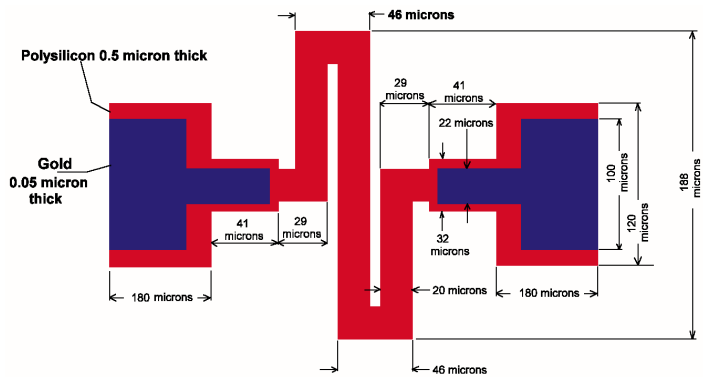 46 microns
Polysilicon 0.5 micron thick
29
microns
41
microns
22 microns
Gold
0.05 micron
thick
100
microns
120
microns
188
microns
41
microns
29
microns
32
microns
180 microns
20 microns
180 microns
46 microns